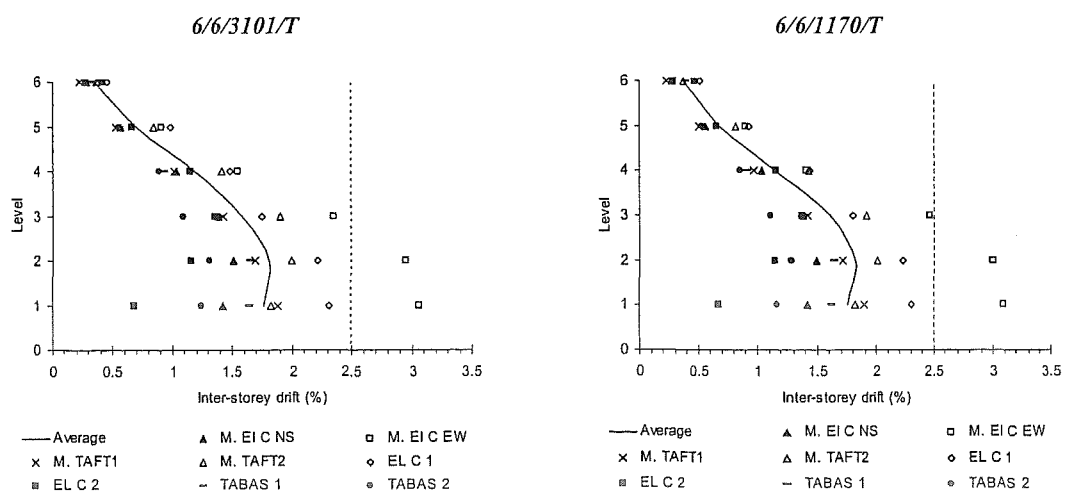 6/6/3101/T
6
5
4
3
2
1
0
Level
0 0.5 1 1.5 2 2.5 3 3.5
Inter-storey drift (%)
Average M. EI C NS M. EI C EW
M. TAFT1 M. TAFT2 EL C 1
EL C 2 TABAS 1 TABAS 2
6/6/1170/T
6
5
4
3
2
1
0
Level
0 0.5 1 1.5 2 2.5 3 3.5
Inter-storey drift (%)
Average M. EI C NS M. EI C EW
M. TAFT1 M. TAFT2 EL C 1
EL C 2 TABAS 1 TABAS 2